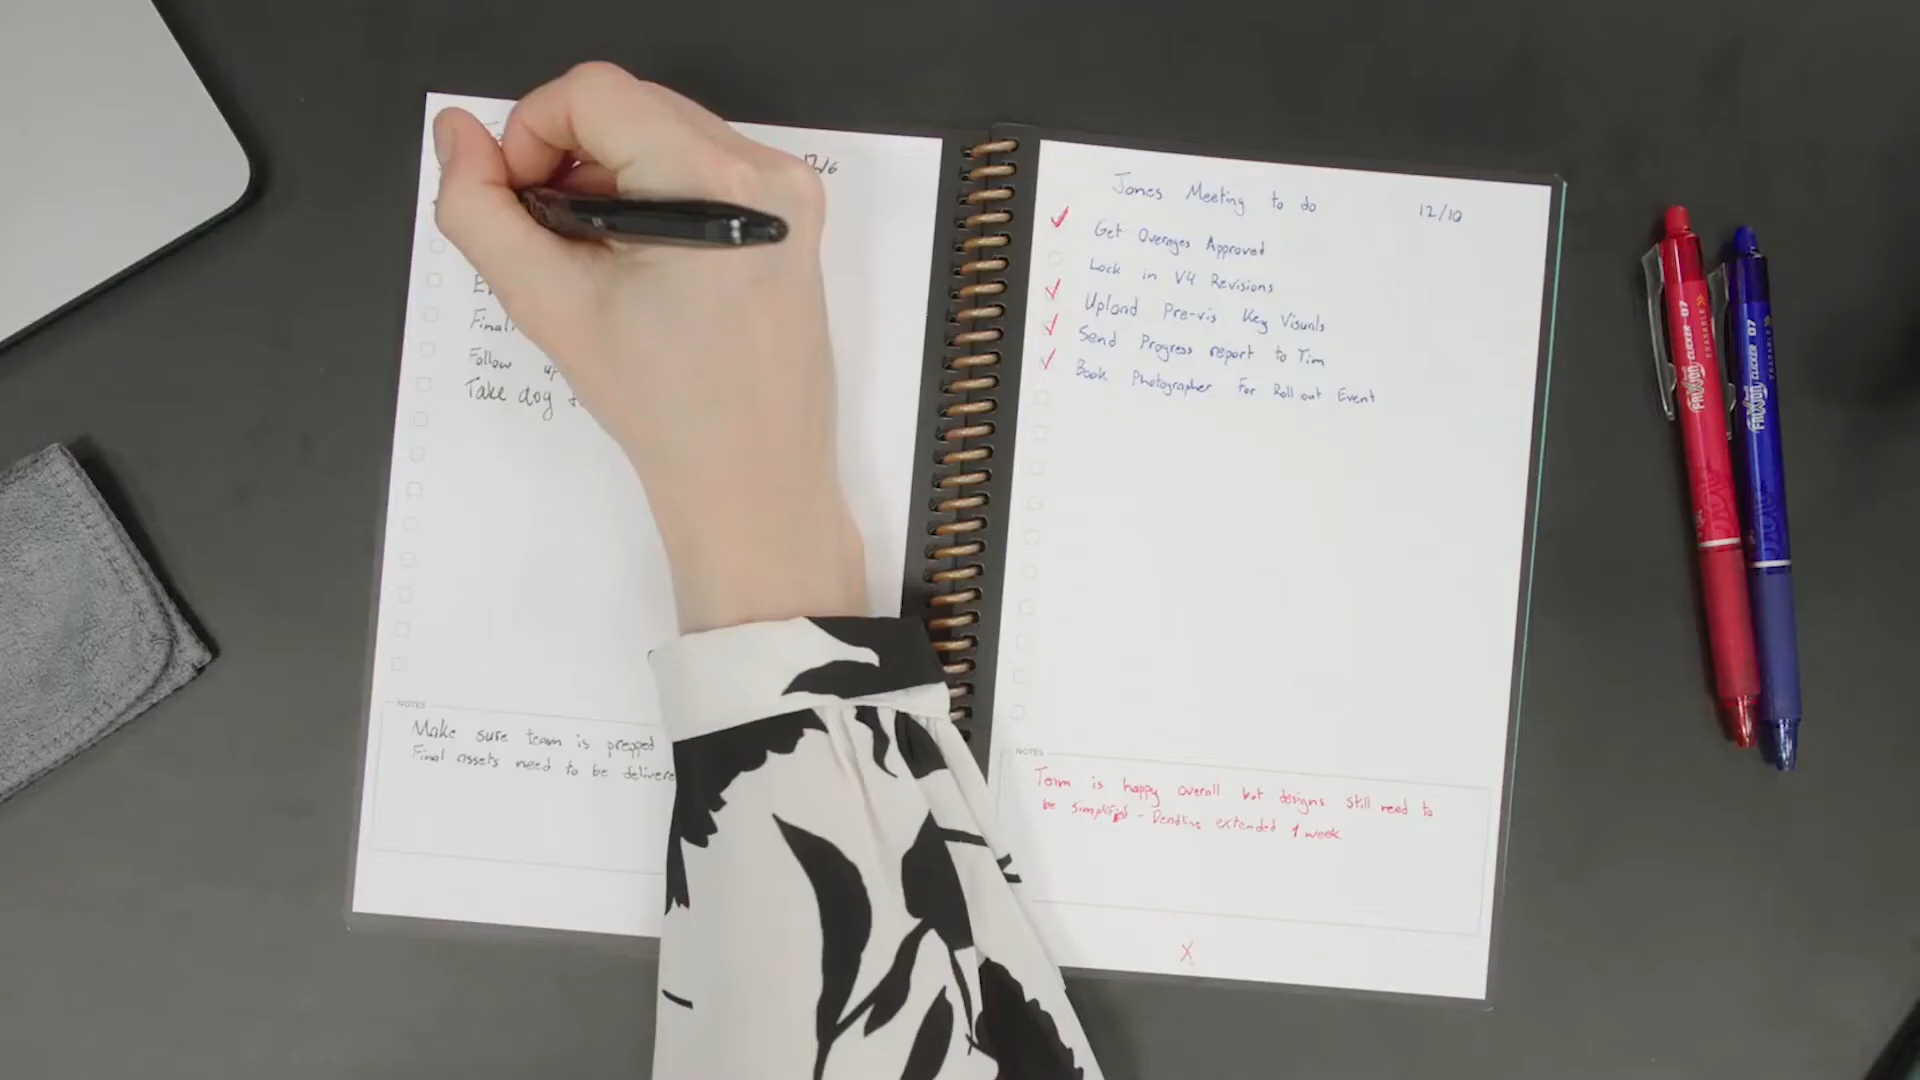 12/6
Follow up
Take dog
NOTES
Make sure team is prepped
Final assets need to be delivere
Jones Meeting to do 12/10
Get Overages Approved
Lock in V4 Revisions
Upload Pre-vis Key Visuals
Send Progress report to Tim
Book Photographer For Roll out Event
NOTES
Team is happy overall but designs still need to
be simplified - Deadline extended 1 week.
X
FRIXION CLICKER 07
ERASABLE
FRIXION CLICKER 07
ERASABLE